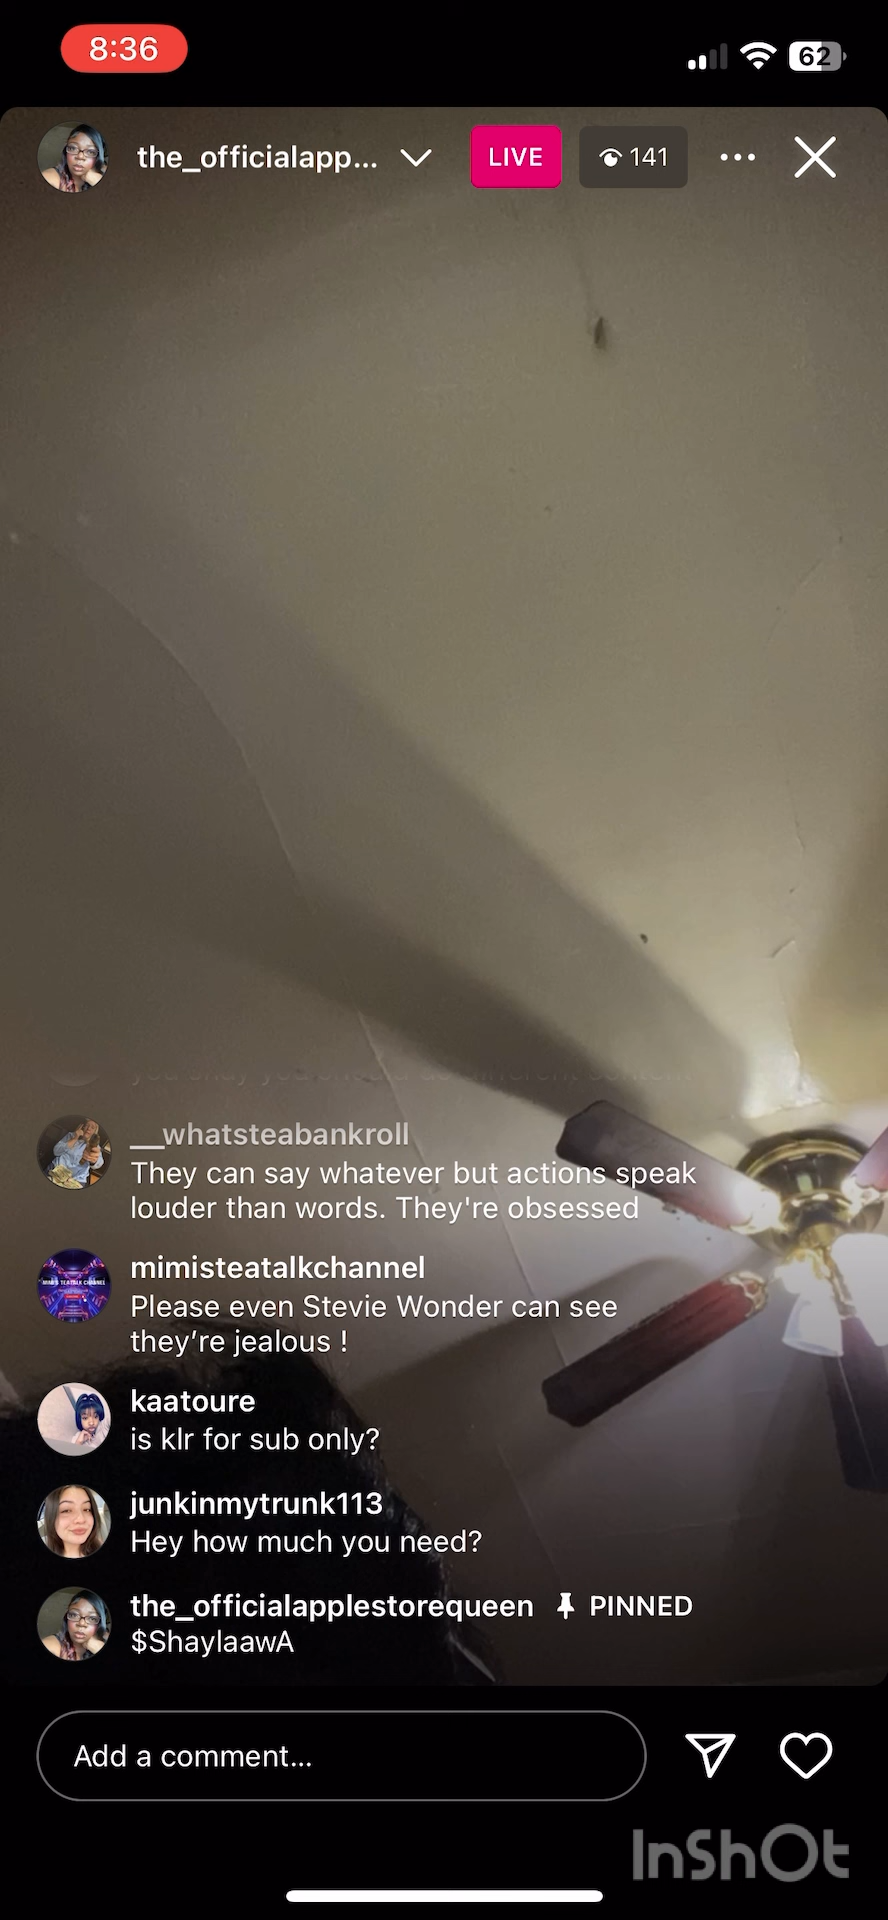 8:36
62
the_officialapp...
LIVE
141
__whatsteabankroll
They can say whatever but actions speak
louder than words. They're obsessed
mimisteatalkchannel
Please even Stevie Wonder can see
they’re jealous !
kaatoure
is klr for sub only?
junkinmytrunk113
Hey how much you need?
the_officialapplestorequeen PINNED
$ShaylaawA
Add a comment...
InShOt